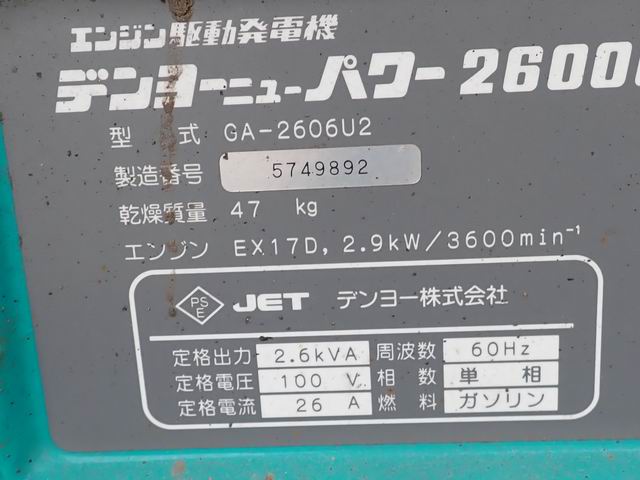 エンジン駆動発電機
デンヨーニューパワー2600
型式 GA-2606U2
製造番号 5749892
乾燥質量 47 kg
エンジン EX17D, 2.9kW/3600min⁻¹
PSE JET デンヨー株式会社
定格出力 2.6kVA 周波数 60Hz
定格電圧 100 V 相数 単相
定格電流 26 A 燃料 ガソリン